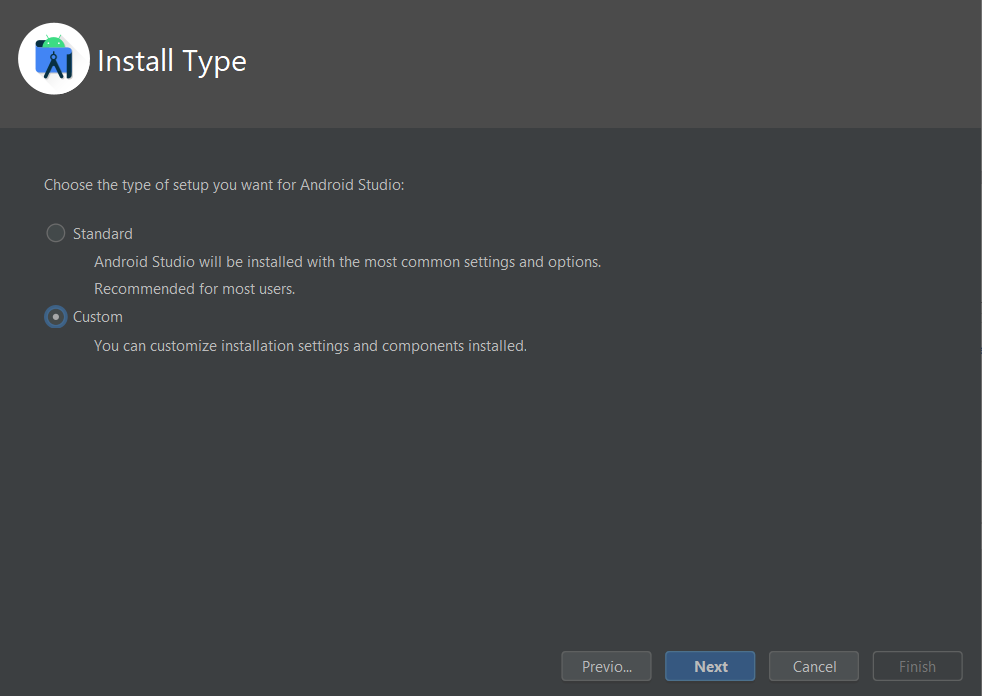 Install Type
Choose the type of setup you want for Android Studio:
Standard
Android Studio will be installed with the most common settings and options.
Recommended for most users.
Custom
You can customize installation settings and components installed.
Previo...
Next
Cancel
Finish